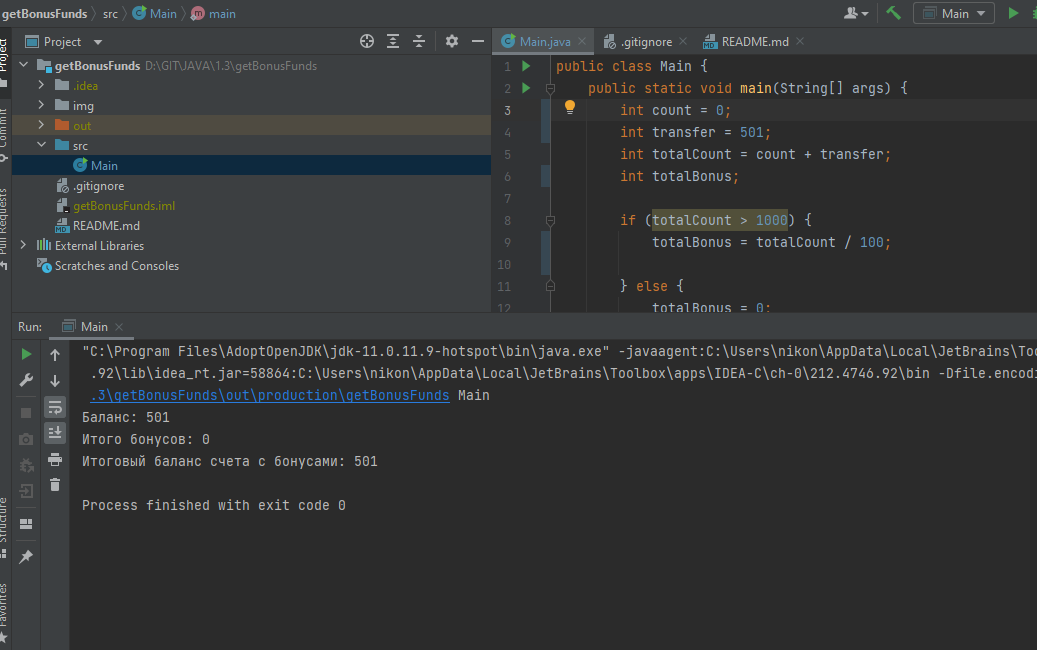 getBonusFunds src Main main Main
Project Main.java .gitignore README.md
getBonusFunds D:\GIT\JAVA\1.3\getBonusFunds
.idea
img
out
src
Main
.gitignore
getBonusFunds.iml
README.md
External Libraries
Scratches and Consoles
Project
Commit
Pull Requests
1 public class Main {
2 public static void main(String[] args) {
3 int count = 0;
4 int transfer = 501;
5 int totalCount = count + transfer;
6 int totalBonus;
7
8 if (totalCount > 1000) {
9 totalBonus = totalCount / 100;
10
11 } else {
12 totalBonus = 0;
Run: Main
"C:\Program Files\AdoptOpenJDK\jdk-11.0.11.9-hotspot\bin\java.exe" -javaagent:C:\Users\nikon\AppData\Local\JetBrains\Too
.92\lib\idea_rt.jar=58864:C:\Users\nikon\AppData\Local\JetBrains\Toolbox\apps\IDEA-C\ch-0\212.4746.92\bin -Dfile.encodi
.3\getBonusFunds\out\production\getBonusFunds Main
Баланс: 501
Итого бонусов: 0
Итоговый баланс счета с бонусами: 501
Process finished with exit code 0
Structure
Favorites